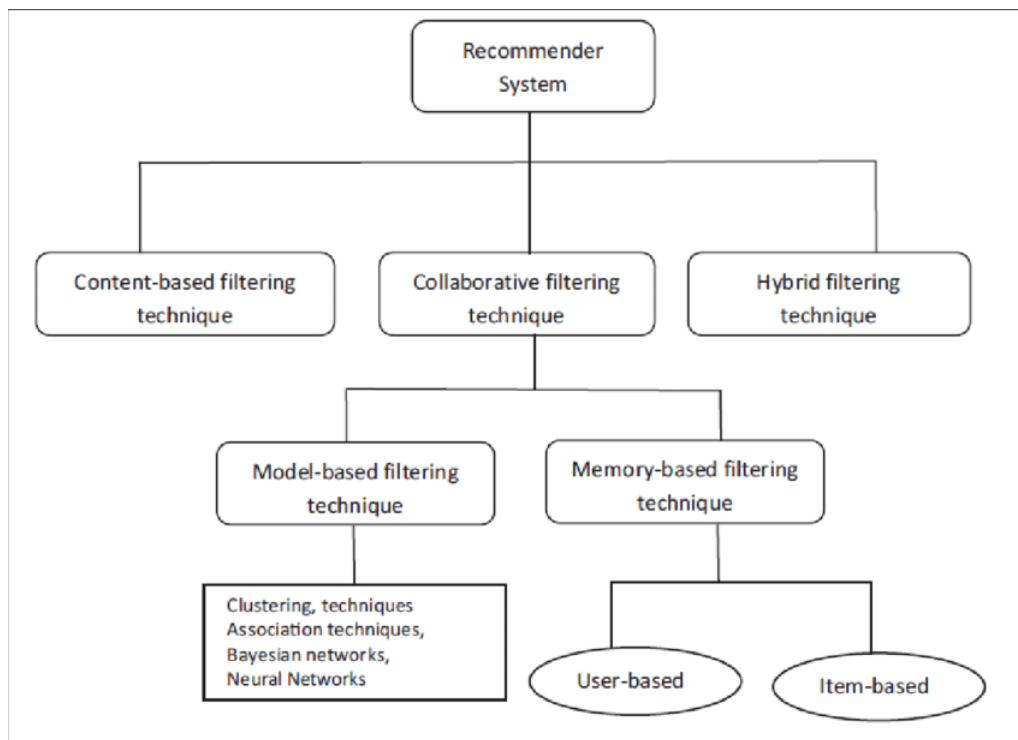 Recommender
System
Content-based filtering
technique
Collaborative filtering
technique
Hybrid filtering
technique
Model-based filtering
technique
Memory-based filtering
technique
Clustering, techniques
Association techniques,
Bayesian networks,
Neural Networks
User-based
Item-based